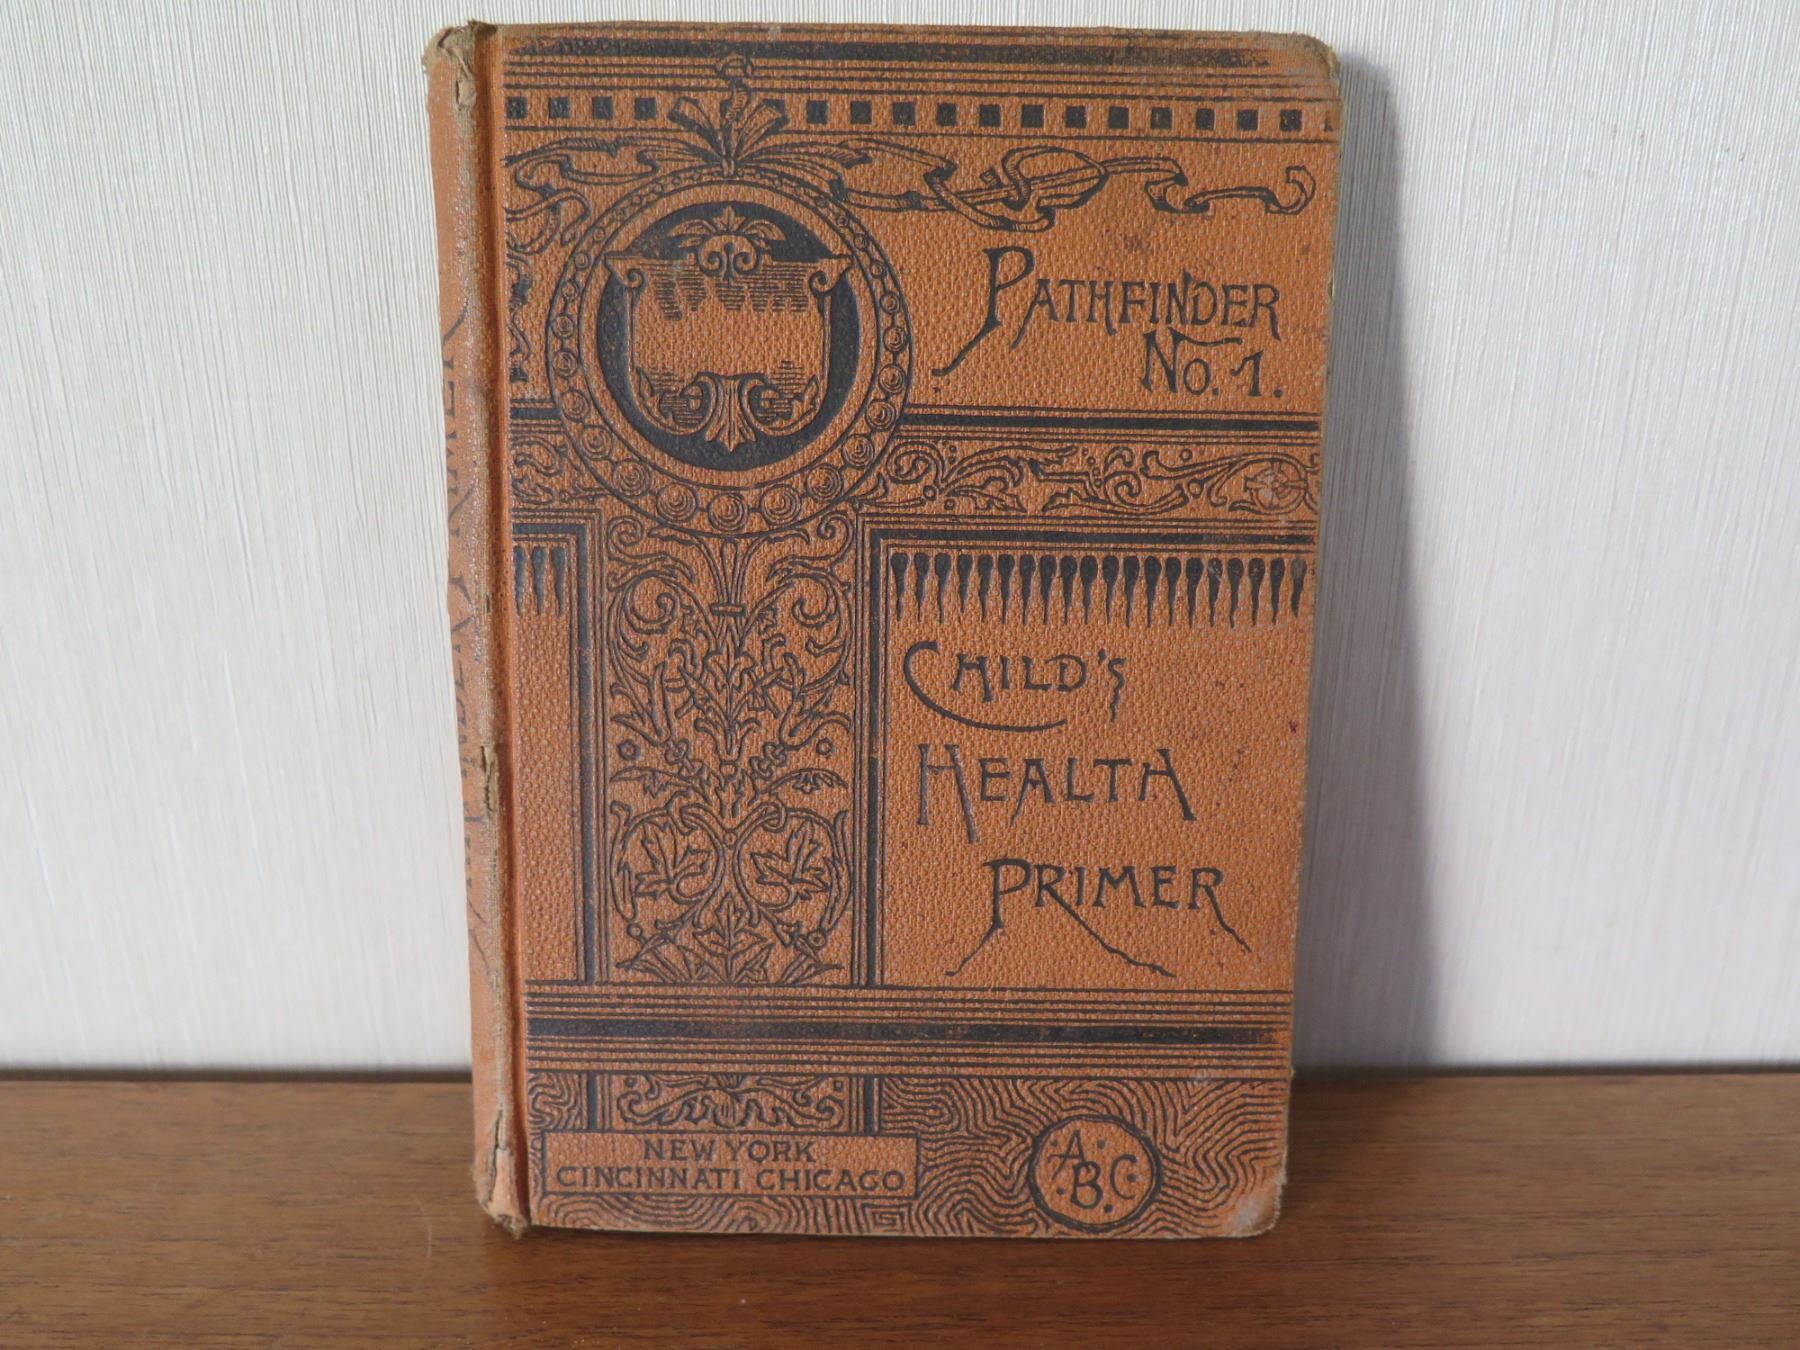 PATHFINDER
No. 1.
CHILD'S
HEALTH
PRIMER
NEW YORK
CINCINNATI CHICAGO
A·B·C·